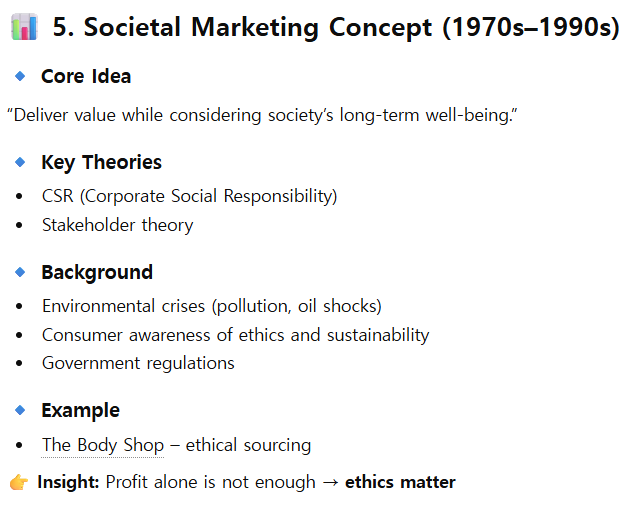 📊 5. Societal Marketing Concept (1970s–1990s)
🔹 Core Idea
“Deliver value while considering society’s long-term well-being.”
🔹 Key Theories
• CSR (Corporate Social Responsibility)
• Stakeholder theory
🔹 Background
• Environmental crises (pollution, oil shocks)
• Consumer awareness of ethics and sustainability
• Government regulations
🔹 Example
• The Body Shop – ethical sourcing
👉 Insight: Profit alone is not enough → ethics matter